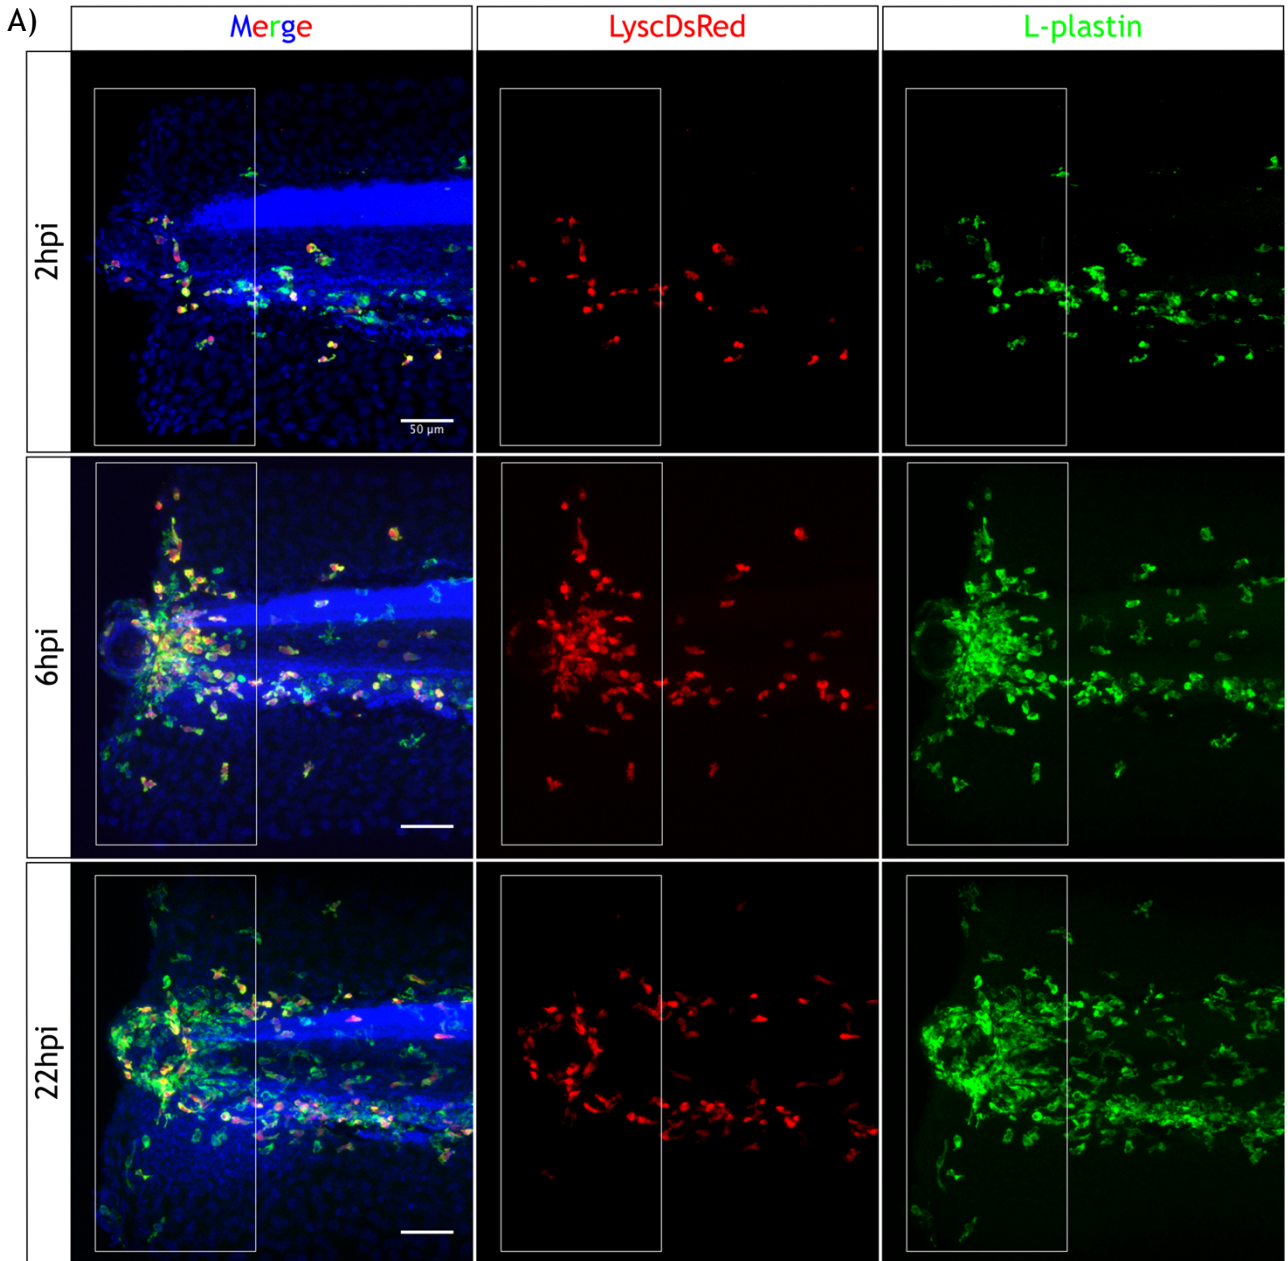 A)
Merge
LyscDsRed
L-plastin
2hpi
50 µm
6hpi
22hpi